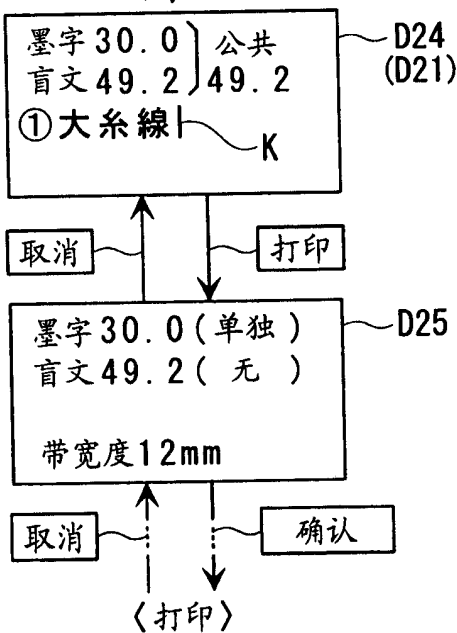 墨字30.0 公共
盲文49.2 49.2
①大糸線
D24
(D21)
K
取消
打印
墨字30.0(单独)
盲文49.2( 无 )
带宽度12mm
D25
取消
确认
〈打印〉